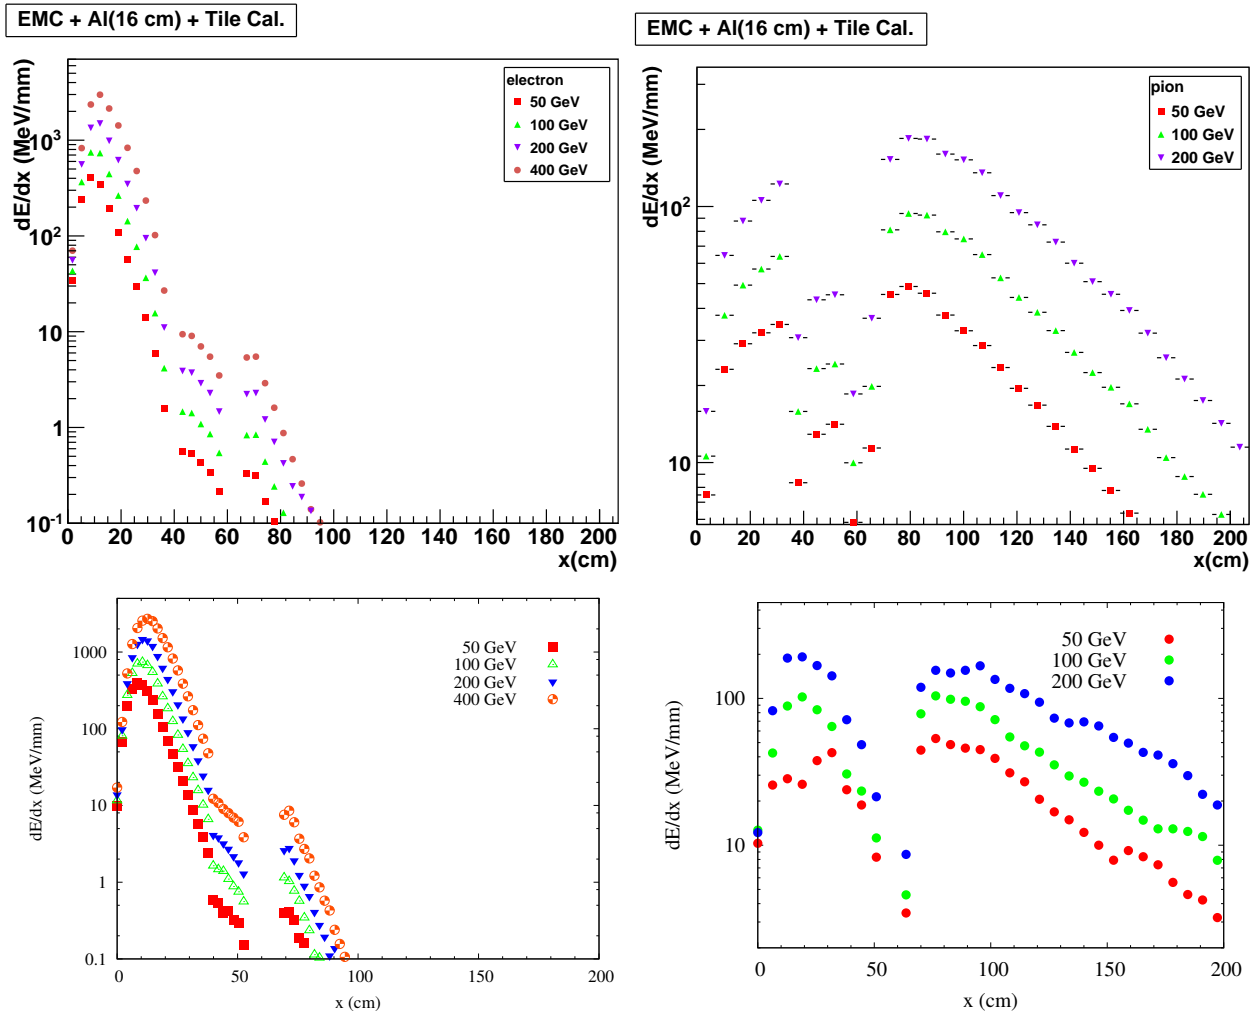 EMC + Al(16 cm) + Tile Cal.
dE/dx (MeV/mm)
electron
50 GeV
100 GeV
200 GeV
400 GeV
10^3
10^2
10
1
10^-1
0 20 40 60 80 100 120 140 160 180 200
x(cm)
EMC + Al(16 cm) + Tile Cal.
dE/dx (MeV/mm)
pion
50 GeV
100 GeV
200 GeV
10^2
10
0 20 40 60 80 100 120 140 160 180 200
x(cm)
dE/dx (MeV/mm)
50 GeV
100 GeV
200 GeV
400 GeV
1000
100
10
1
0.1
0 50 100 150 200
x (cm)
dE/dx (MeV/mm)
50 GeV
100 GeV
200 GeV
100
10
0 50 100 150 200
x (cm)